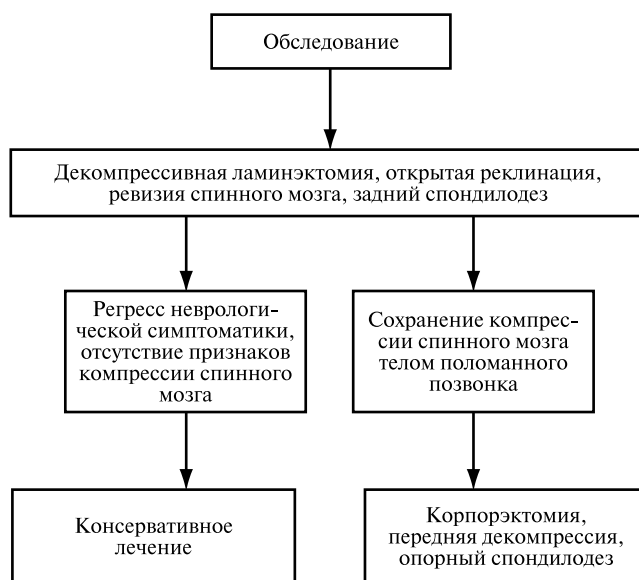 Обследование
Декомпрессивная ламинэктомия, открытая реклинация,
ревизия спинного мозга, задний спондилодез
Регресс неврологи-
ческой симптоматики,
отсутствие признаков
компрессии спинного
мозга
Сохранение компрес-
сии спинного мозга
телом поломанного
позвонка
Консервативное
лечение
Корпорэктомия,
передняя декомпрессия,
опорный спондилодез